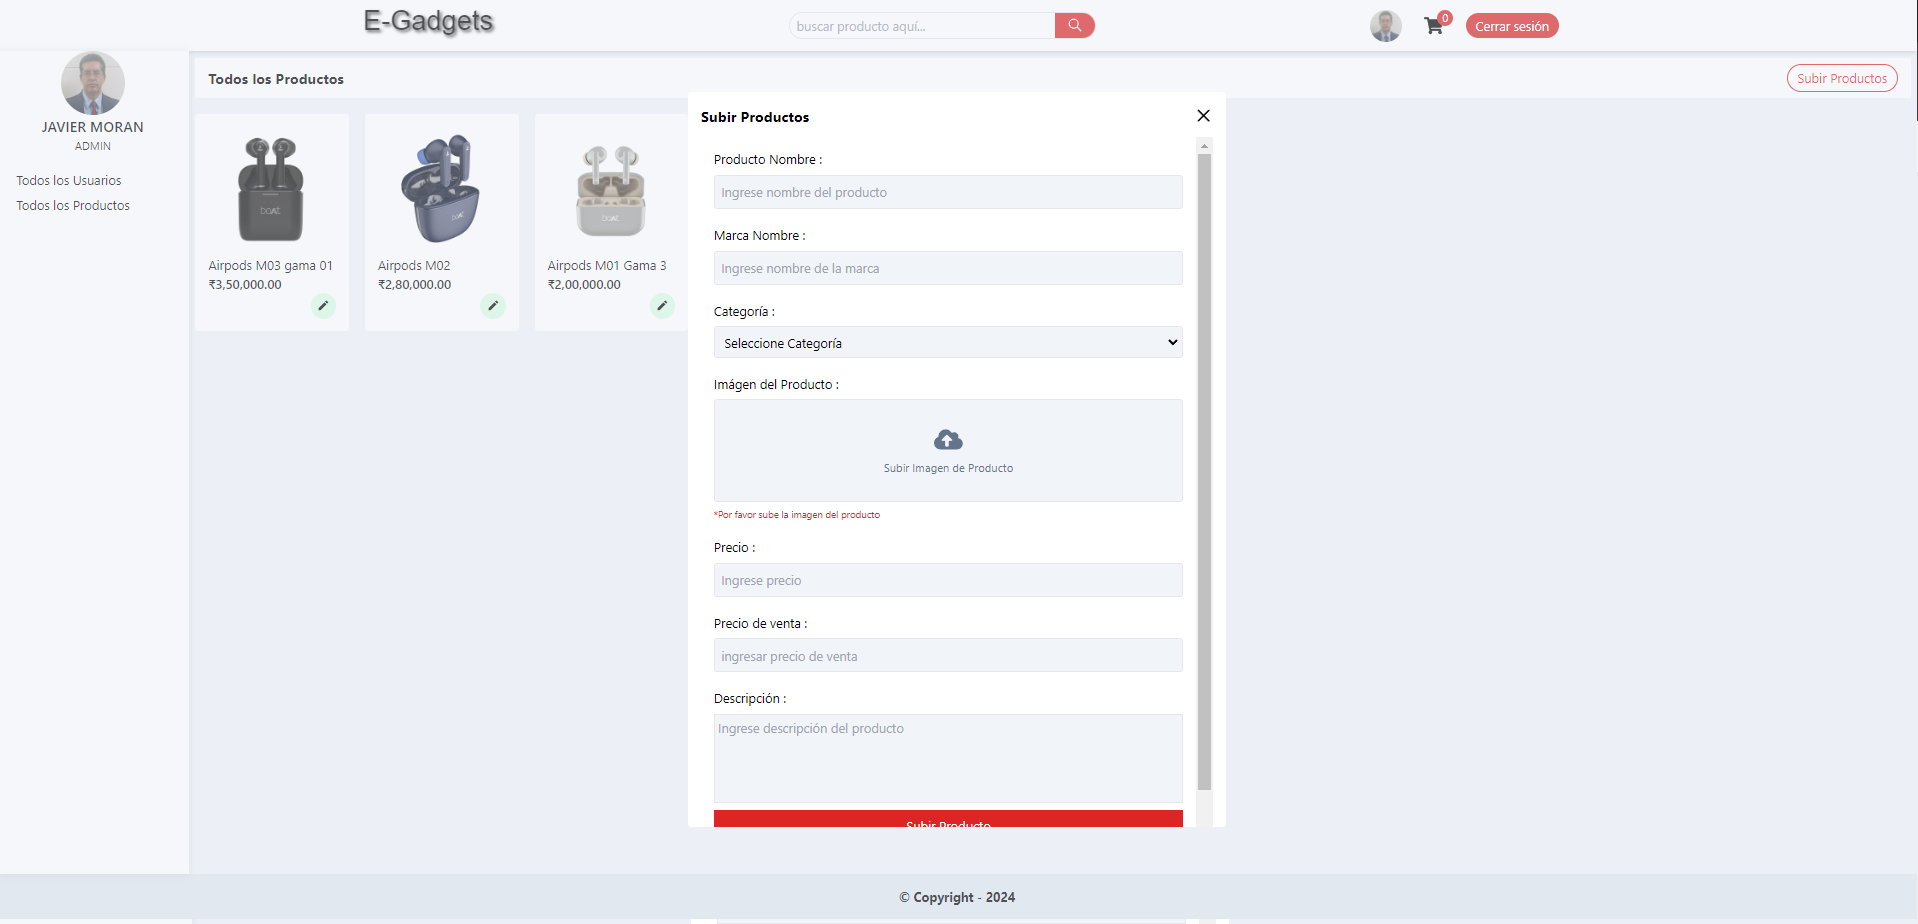 E-Gadgets
buscar producto aquí...
0
Cerrar sesión
JAVIER MORAN
ADMIN
Todos los Usuarios
Todos los Productos
Todos los Productos
Subir Productos
boAt
Airpods M03 gama 01
₹3,50,000.00
boAt
Airpods M02
₹2,80,000.00
boAt
Airpods M01 Gama 3
₹2,00,000.00
Subir Productos
Producto Nombre :
Ingrese nombre del producto
Marca Nombre :
Ingrese nombre de la marca
Categoría :
Seleccione Categoría
Imágen del Producto :
Subir Imagen de Producto
*Por favor sube la imagen del producto
Precio :
Ingrese precio
Precio de venta :
ingresar precio de venta
Descripción :
Ingrese descripción del producto
Subir Producto
© Copyright - 2024